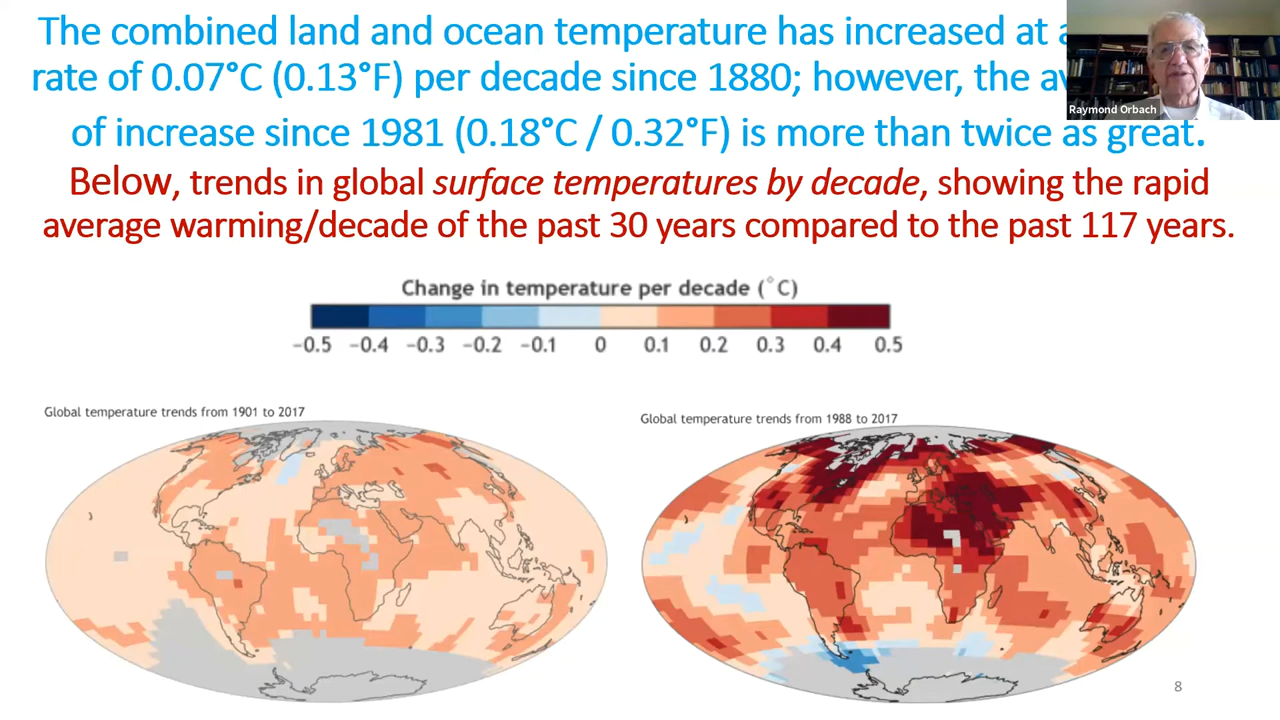 The combined land and ocean temperature has increased at a
rate of 0.07°C (0.13°F) per decade since 1880; however, the av
of increase since 1981 (0.18°C / 0.32°F) is more than twice as great.
Raymond Orbach
Below, trends in global surface temperatures by decade, showing the rapid
average warming/decade of the past 30 years compared to the past 117 years.
Change in temperature per decade (°C)
−0.5 −0.4 −0.3 −0.2 −0.1 0 0.1 0.2 0.3 0.4 0.5
Global temperature trends from 1901 to 2017
Global temperature trends from 1988 to 2017
8